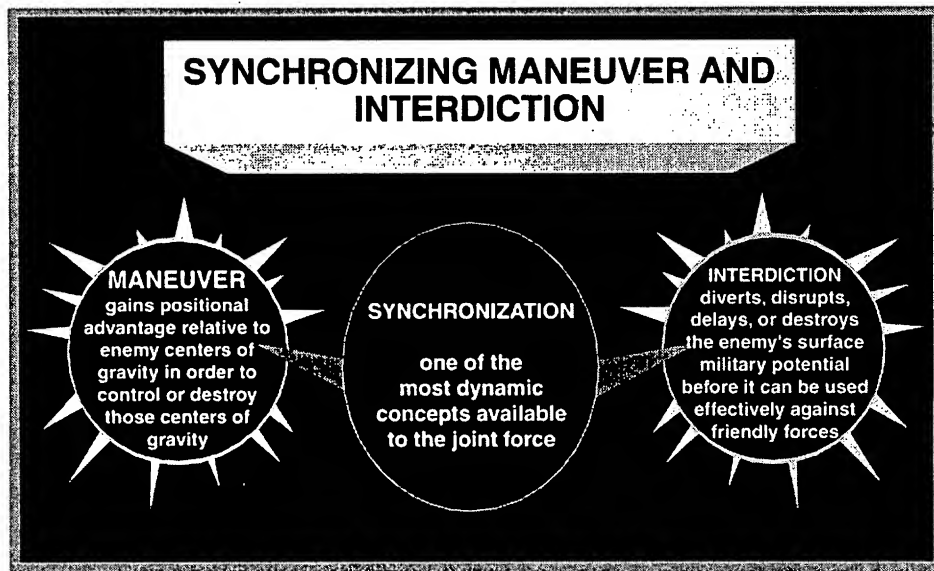 SYNCHRONIZING MANEUVER AND
INTERDICTION
MANEUVER
gains positional
advantage relative to
enemy centers of
gravity in order to
control or destroy
those centers of
gravity
SYNCHRONIZATION
one of the
most dynamic
concepts available
to the joint force
INTERDICTION
diverts, disrupts,
delays, or destroys
the enemy's surface
military potential
before it can be used
effectively against
friendly forces